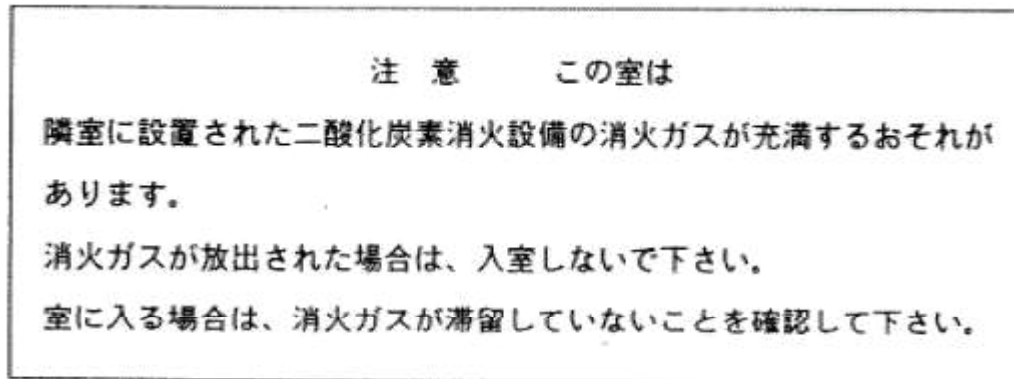 注　意　　　この室は
隣室に設置された二酸化炭素消火設備の消火ガスが充満するおそれが
あります。
消火ガスが放出された場合は、入室しないで下さい。
室に入る場合は、消火ガスが滞留していないことを確認して下さい。